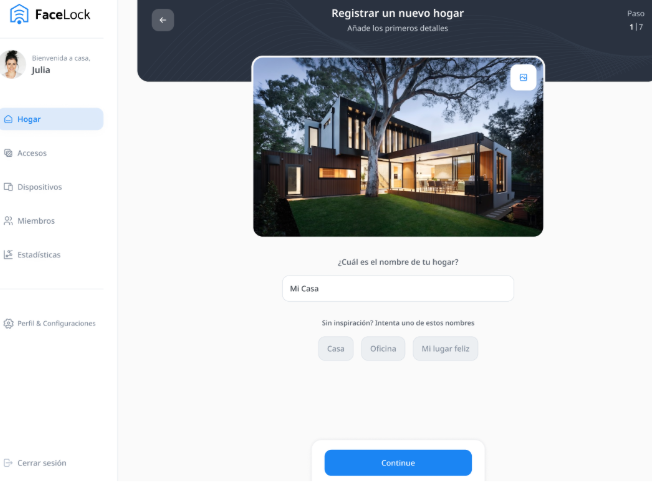 FaceLock
Bienvenida a casa,
Julia
Hogar
Accesos
Dispositivos
Miembros
Estadísticas
Perfil & Configuraciones
Cerrar sesión
Registrar un nuevo hogar
Añade los primeros detalles
Paso
1|7
¿Cuál es el nombre de tu hogar?
Mi Casa
Sin inspiración? Intenta uno de estos nombres
Casa
Oficina
Mi lugar feliz
Continue